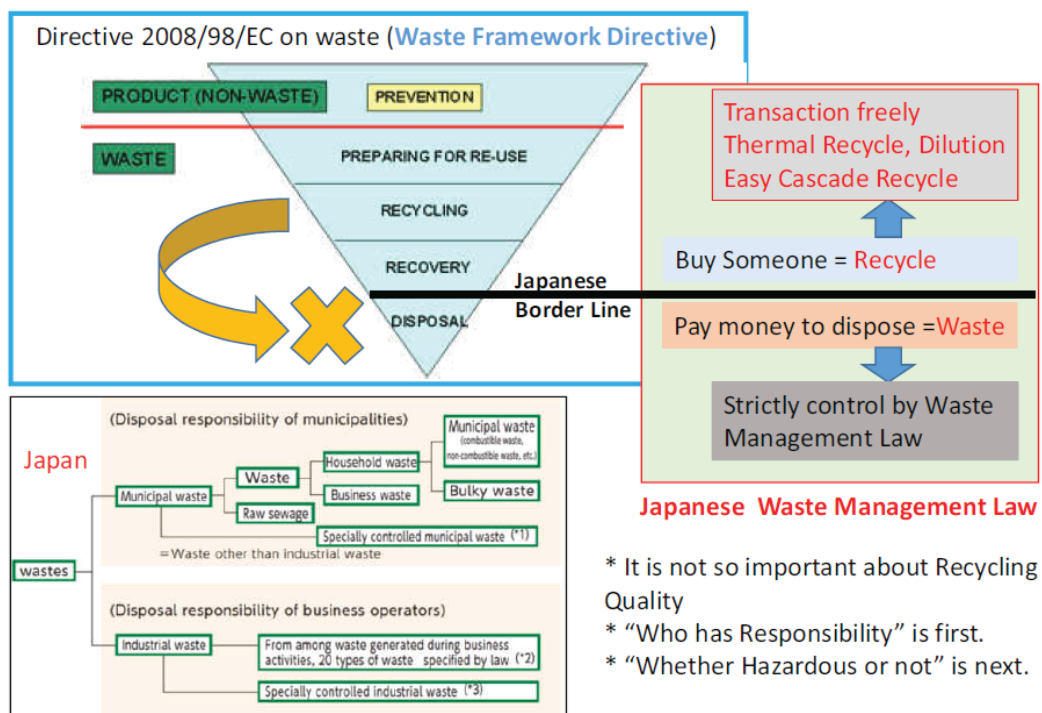 Directive 2008/98/EC on waste (Waste Framework Directive)
PRODUCT (NON-WASTE)
PREVENTION
WASTE
PREPARING FOR RE-USE
RECYCLING
RECOVERY
DISPOSAL
Japanese
Border Line
Transaction freely
Thermal Recycle, Dilution
Easy Cascade Recycle
Buy Someone = Recycle
Pay money to dispose =Waste
Strictly control by Waste
Management Law
Japanese Waste Management Law
* It is not so important about Recycling
Quality
* “Who has Responsibility” is first.
* “Whether Hazardous or not” is next.
Japan
(Disposal responsibility of municipalities)
wastes
Municipal waste
Waste
Raw sewage
Household waste
Business waste
Municipal waste
(combustible waste,
non-combustible waste, etc.)
Bulky waste
Specially controlled municipal waste (*1)
=Waste other than industrial waste
(Disposal responsibility of business operators)
Industrial waste
From among waste generated during business
activities, 20 types of waste specified by law (*2)
Specially controlled industrial waste (*3)